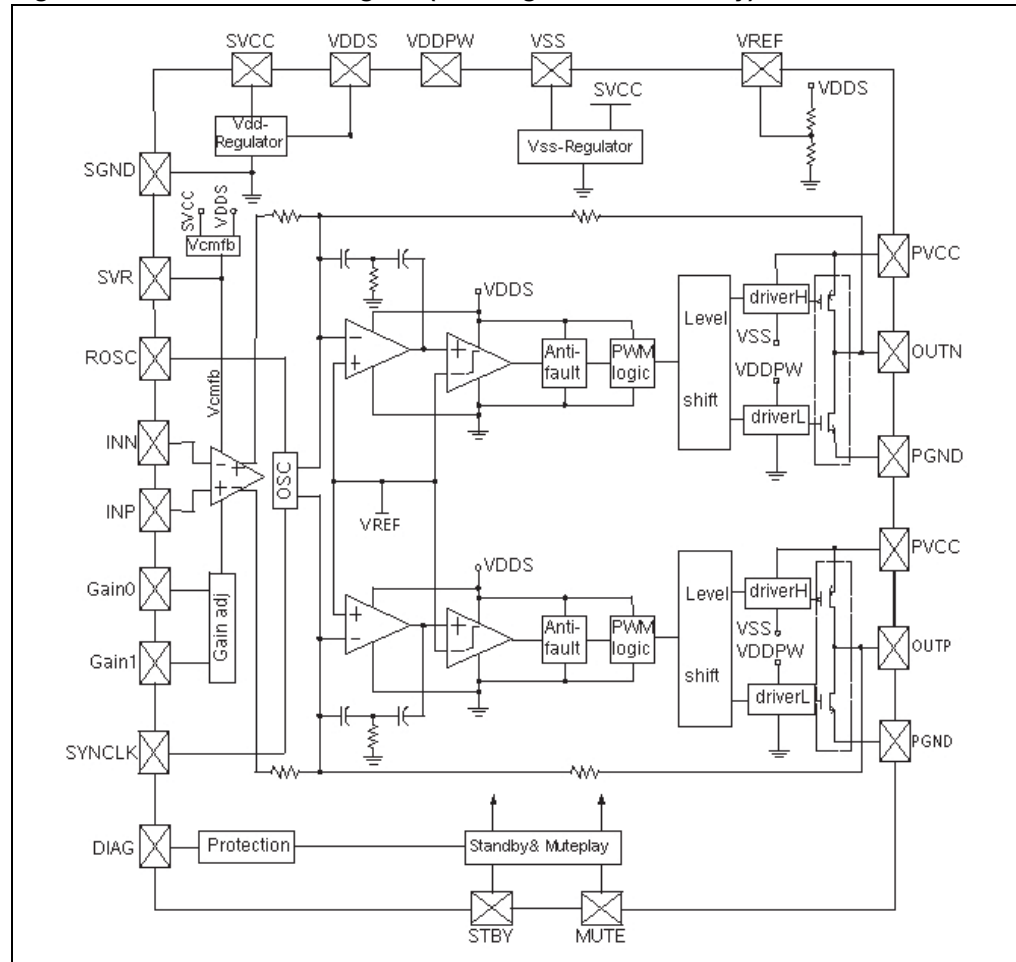 SVCC
VDDS
VDDPW
VSS
VREF
SVCC
VDDS
Vdd-
Regulator
Vss-Regulator
SGND
SVCC
VDDS
Vcmfb
SVR
PVCC
VDDS
driverH
Level
VSS
ROSC
Vcmfb
Anti-
fault
PWM
logic
OUTN
VDDPW
shift
driverL
INN
PGND
OSC
INP
VREF
PVCC
VDDS
Gain0
Gain adj
Level
driverH
Anti-
fault
PWM
logic
VSS
VDDPW
OUTP
Gain1
shift
driverL
SYNCLK
PGND
DIAG
Protection
Standby& Muteplay
STBY
MUTE